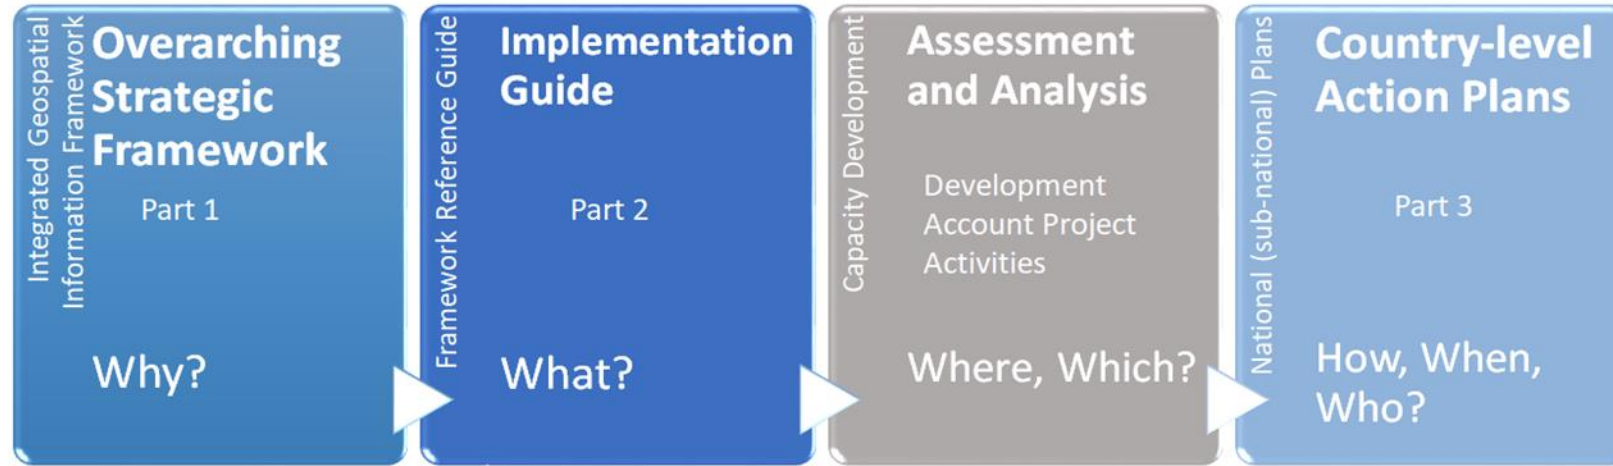 Integrated Geospatial
Information Framework
Overarching
Strategic
Framework
Part 1
Why?
Framework Reference Guide
Implementation
Guide
Part 2
What?
Capacity Development
Assessment
and Analysis
Development
Account Project
Activities
Where, Which?
National (sub-national) Plans
Country-level
Action Plans
Part 3
How, When,
Who?